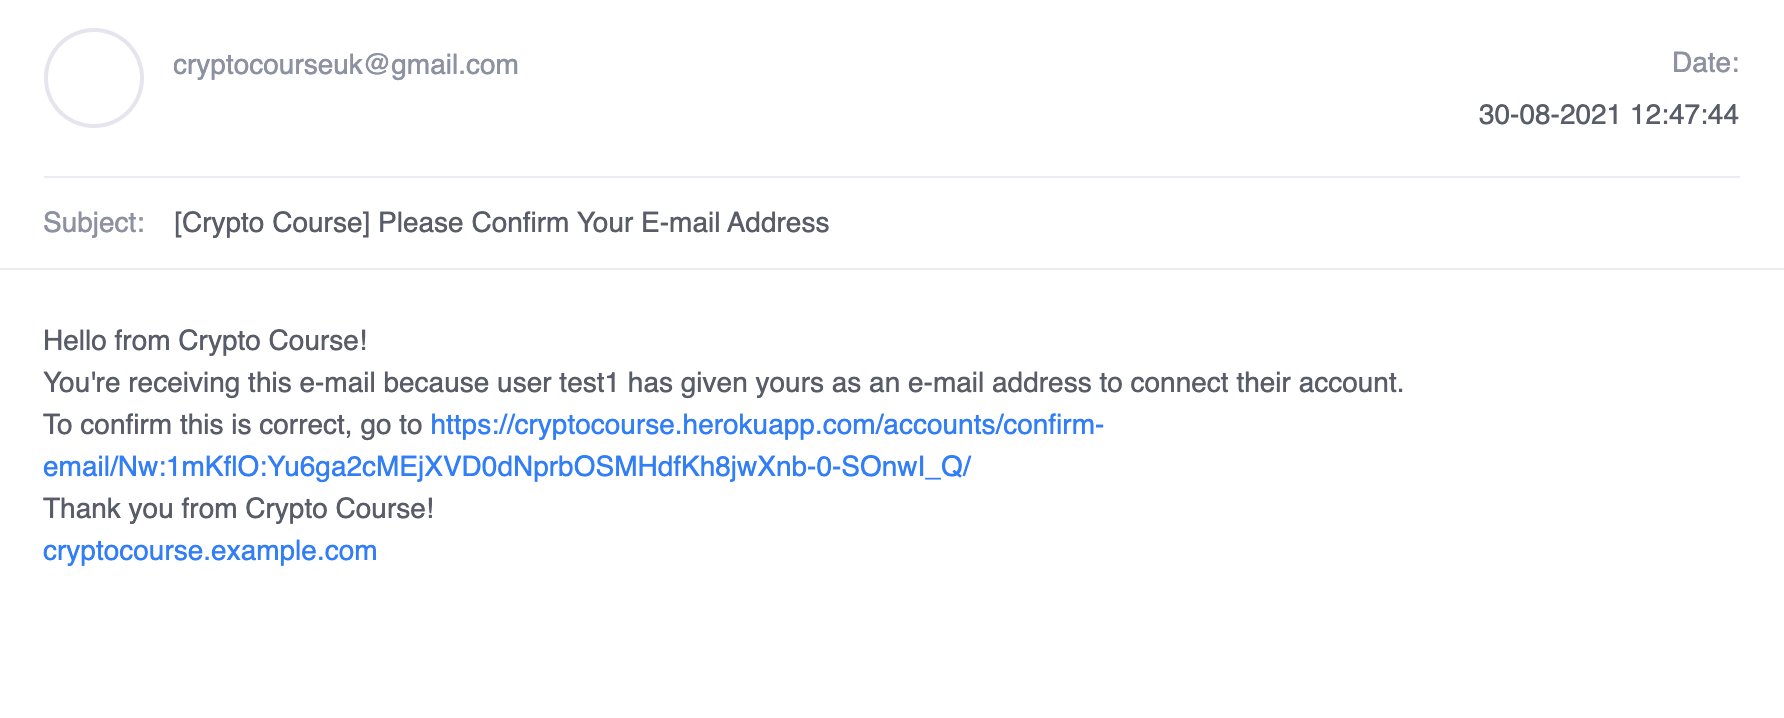 cryptocourseuk@gmail.com
Date:
30-08-2021 12:47:44
Subject: [Crypto Course] Please Confirm Your E-mail Address
Hello from Crypto Course!
You're receiving this e-mail because user test1 has given yours as an e-mail address to connect their account.
To confirm this is correct, go to https://cryptocourse.herokuapp.com/accounts/confirm-
email/Nw:1mKflO:Yu6ga2cMEjXVD0dNprbOSMHdfKh8jwXnb-0-SOnwI_Q/
Thank you from Crypto Course!
cryptocourse.example.com